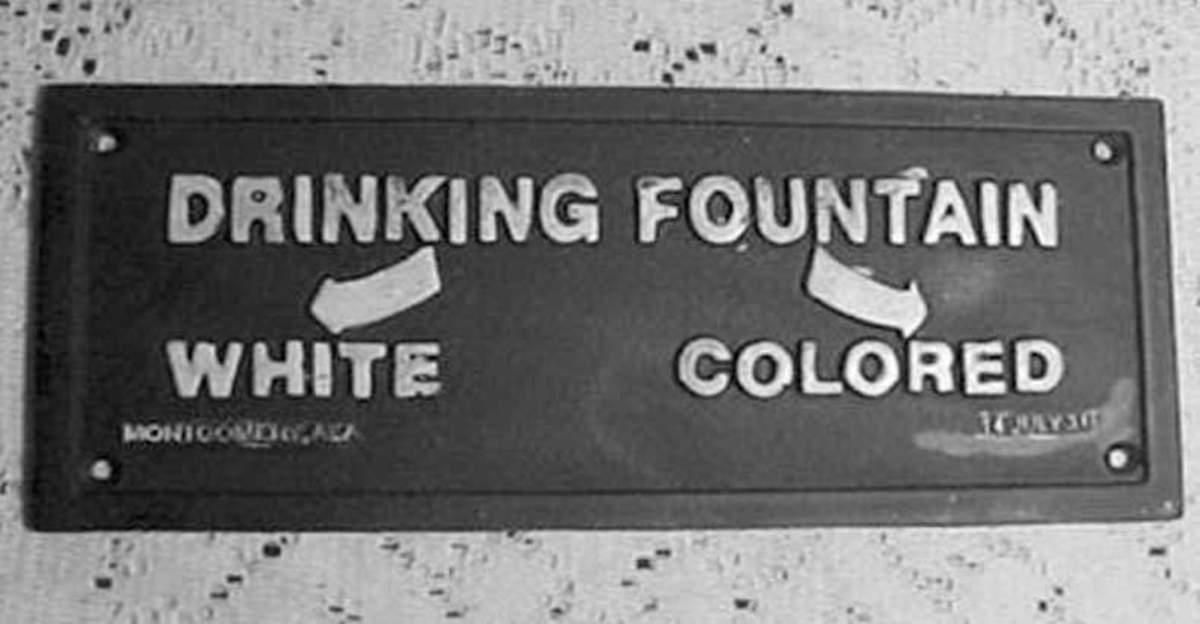 DRINKING FOUNTAIN
WHITE COLORED
MONTGOMERY, ALA